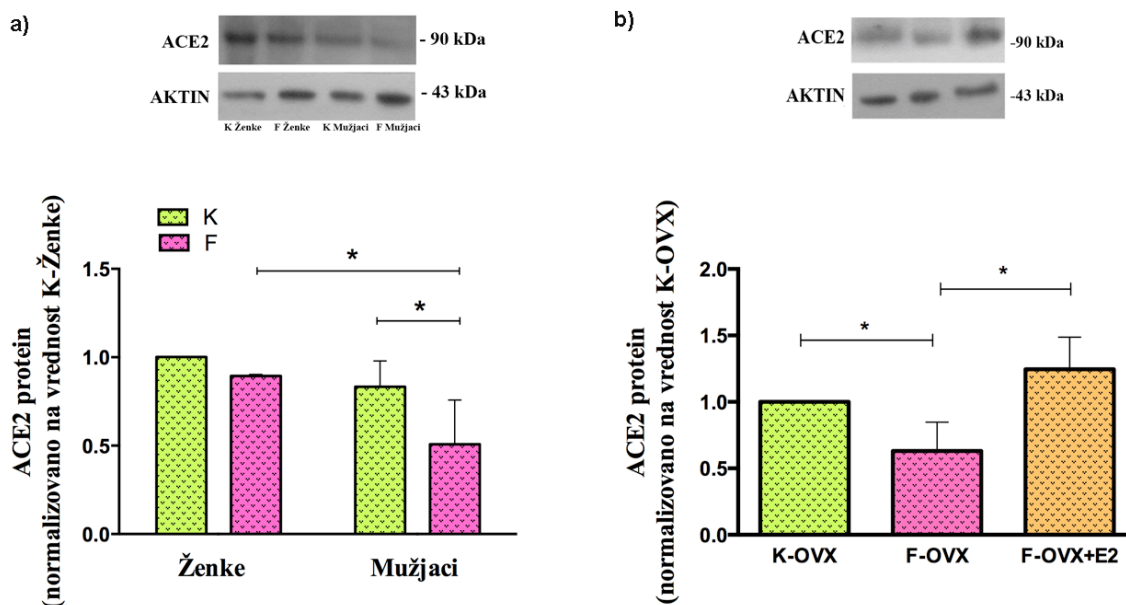 a)
ACE2
- 90 kDa
AKTIN
- 43 kDa
K Ženke F Ženke K Mužjaci F Mužjaci
K
F
ACE2 protein
(normalizovano na vrednost K-Ženke)
1.5
1.0
0.5
0.0
*
*
Ženke Mužjaci
b)
ACE2
-90 kDa
AKTIN
-43 kDa
ACE2 protein
(normalizovano na vrednost K-OVX)
2.0
1.5
1.0
0.5
0.0
*
*
K-OVX F-OVX F-OVX+E2